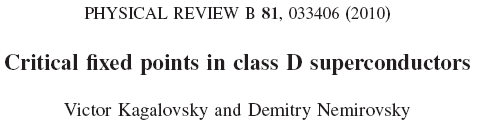 PHYSICAL REVIEW B 81, 033406 (2010)
Critical fixed points in class D superconductors
Victor Kagalovsky and Demitry Nemirovsky